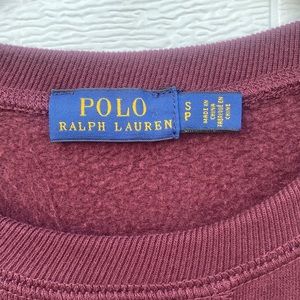 POLO
RALPH LAUREN
S
P
MADE IN
CHINA
FABRIQUÉ EN
CHINE